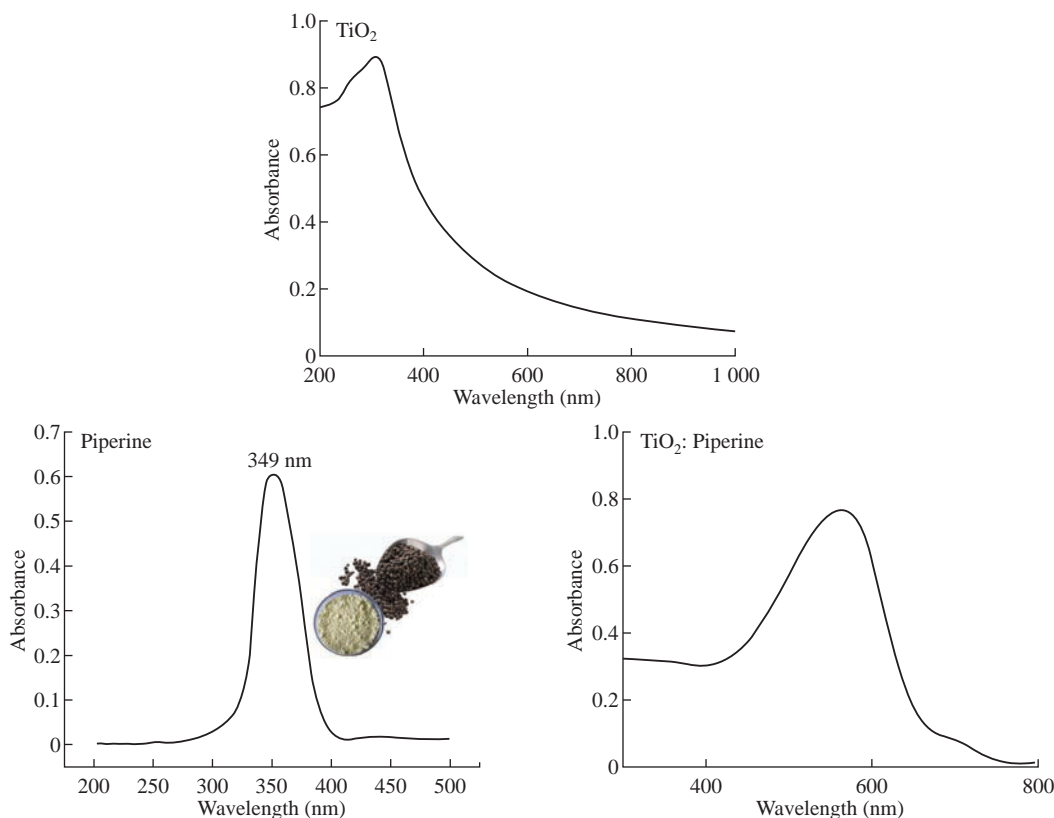 1.0
TiO₂
0.8
0.6
0.4
0.2
0
Absorbance
200 400 600 800 1 000
Wavelength (nm)
0.7
Piperine
349 nm
0.6
0.5
0.4
0.3
0.2
0.1
0
Absorbance
200 250 300 350 400 450 500
Wavelength (nm)
1.0
TiO₂: Piperine
0.8
0.6
0.4
0.2
0
Absorbance
400 600 800
Wavelength (nm)